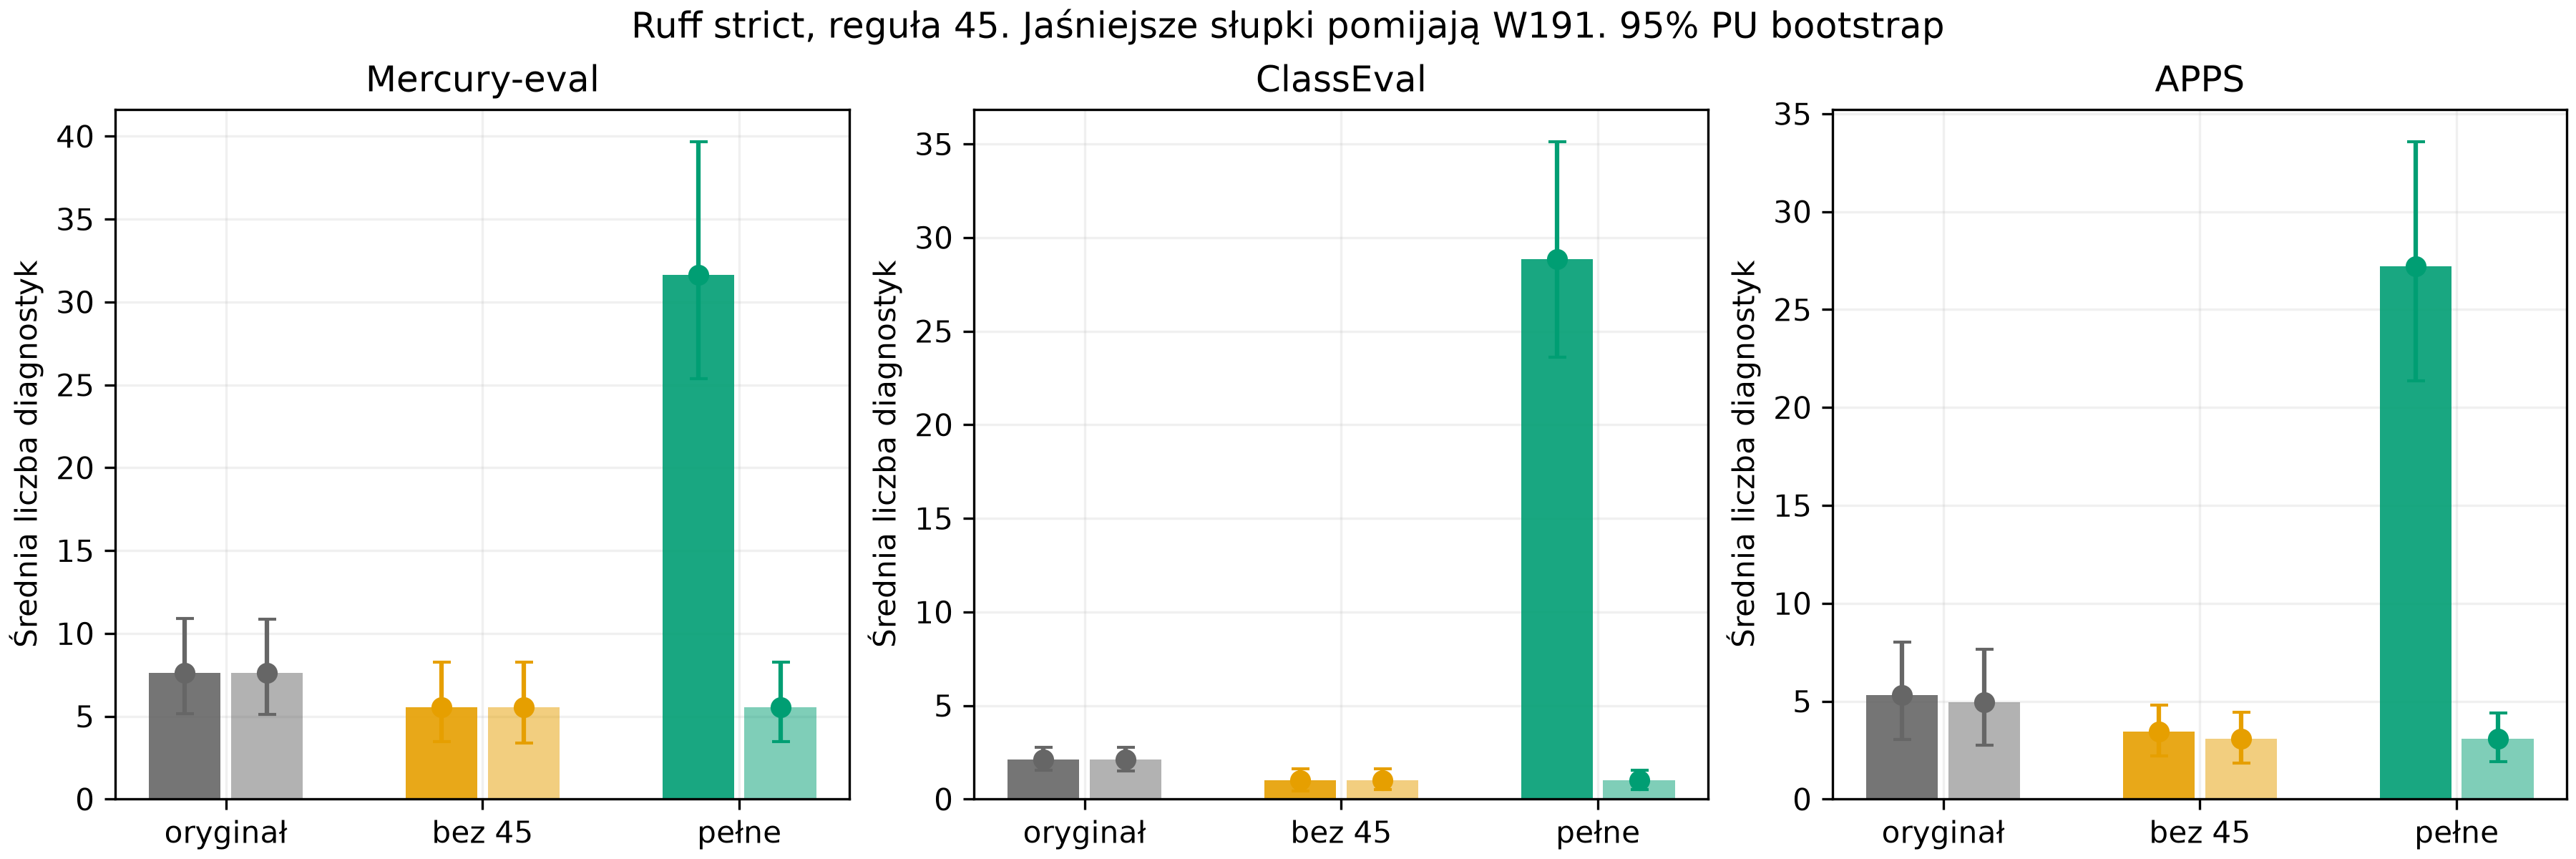 Ruff strict, reguła 45. Jaśniejsze słupki pomijają W191. 95% PU bootstrap
Mercury-eval
Średnia liczba diagnostyk
40
35
30
25
20
15
10
5
0
oryginał bez 45 pełne
ClassEval
Średnia liczba diagnostyk
35
30
25
20
15
10
5
0
oryginał bez 45 pełne
APPS
Średnia liczba diagnostyk
35
30
25
20
15
10
5
0
oryginał bez 45 pełne